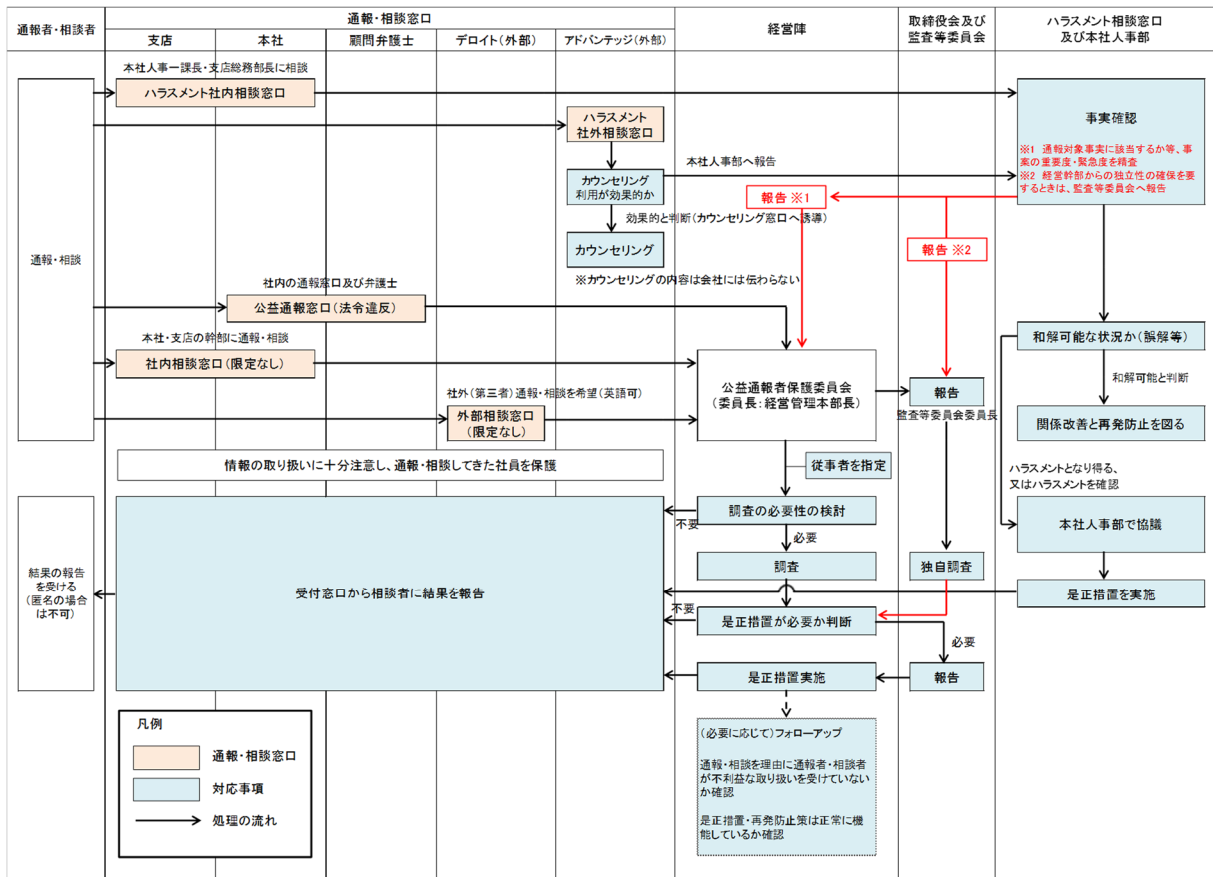 通報者・相談者
通報・相談窓口
支店
本社
顧問弁護士
デロイト（外部）
アドバンテッジ（外部）
経営陣
取締役会及び
監査等委員会
ハラスメント相談窓口
及び本社人事部
本社人事一課長・支店総務部長に相談
ハラスメント社内相談窓口
ハラスメント
社外相談窓口
事実確認
※1 通報対象事実に該当するか等、事
案の重要度・緊急度を精査
※2 経営幹部からの独立性の確保を要
するときは、監査等委員会へ報告
本社人事部へ報告
カウンセリング
利用が効果的か
報告 ※1
効果的と判断（カウンセリング窓口へ誘導）
カウンセリング
報告 ※2
通報・相談
※カウンセリングの内容は会社には伝わらない
社内の通報窓口及び弁護士
公益通報窓口（法令違反）
本社・支店の幹部に通報・相談
社内相談窓口（限定なし）
和解可能な状況か（誤解等）
和解可能と判断
公益通報者保護委員会
（委員長：経営管理本部長）
報告
監査等委員会委員長
社外（第三者）通報・相談を希望（英語可）
外部相談窓口
（限定なし）
関係改善と再発防止を図る
情報の取り扱いに十分注意し、通報・相談してきた社員を保護
従事者を指定
ハラスメントとなり得る、
又はハラスメントを確認
調査の必要性の検討
不要
必要
本社人事部で協議
調査
独自調査
結果の報告
を受ける
（匿名の場合
は不可）
受付窓口から相談者に結果を報告
是正措置を実施
不要
是正措置が必要か判断
必要
是正措置実施
報告
凡例
通報・相談窓口
対応事項
処理の流れ
（必要に応じて）フォローアップ
通報・相談を理由に通報者・相談者
が不利益な取り扱いを受けていない
か確認
是正措置・再発防止策は正常に機
能しているか確認